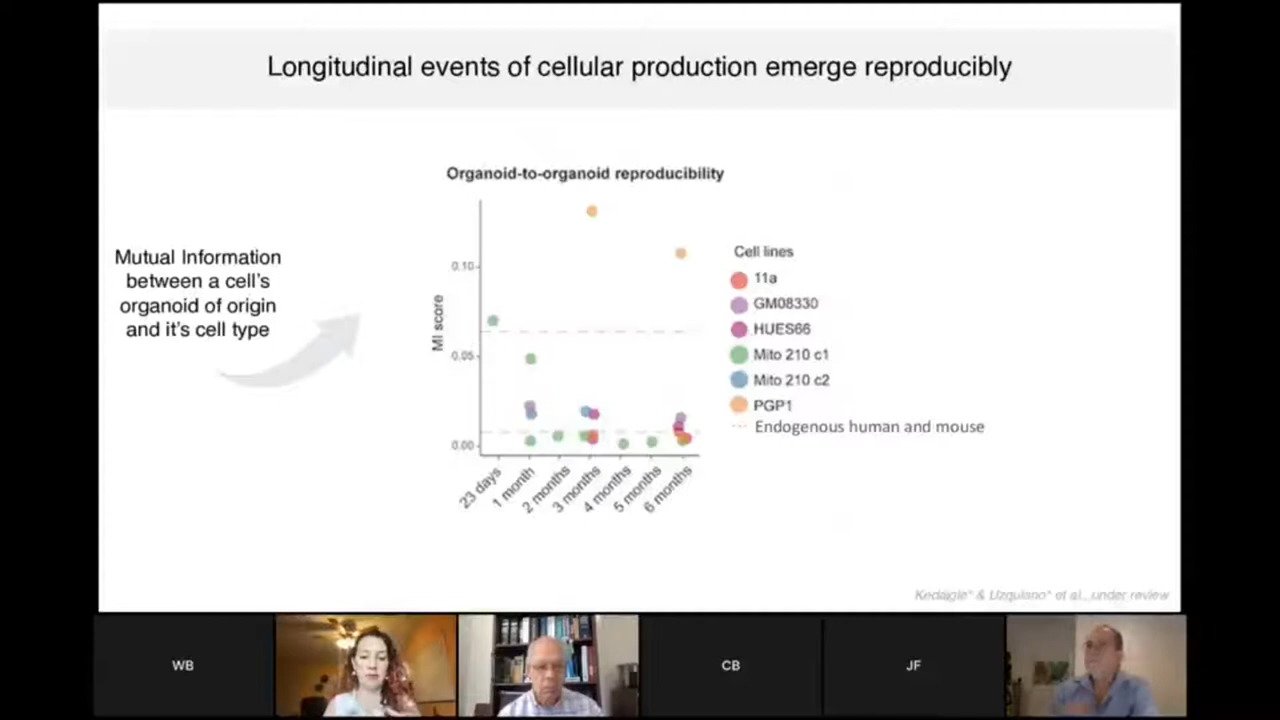 Longitudinal events of cellular production emerge reproducibly
Organoid-to-organoid reproducibility
Mutual Information
between a cell's
organoid of origin
and it's cell type
MI score
0.10
0.05
0.00
23 days
1 month
2 months
3 months
4 months
5 months
6 months
Cell lines
11a
GM08330
HUES66
Mito 210 c1
Mito 210 c2
PGP1
Endogenous human and mouse
Kedaigle* & Uzquiano* et al., under review
WB
CB
JF